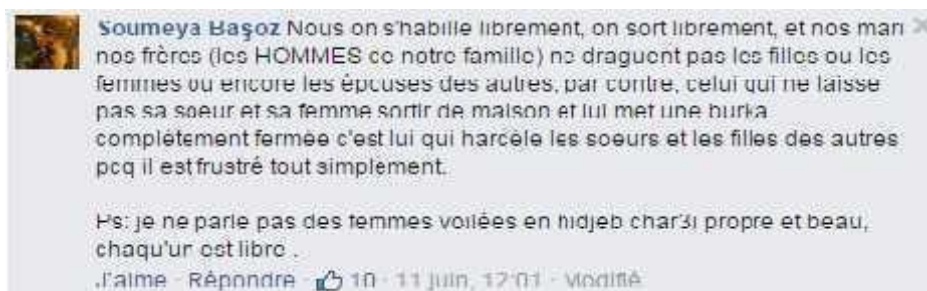 Soumeya Başoz Nous on s'habille librement, on sort librement, et nos mari
nos frères (les HOMMES de notre famille) ne draguent pas les filles ou les
femmes ou encore les épouses des autres, par contre, celui qui ne laisse
pas sa soeur et sa femme sortir de maison et lui met une burka
complètement fermée c'est lui qui harcèle les soeurs et les filles des autres
pcq il est frustré tout simplement.
Ps: je ne parle pas des femmes voilées en hidjeb char3i propre et beau,
chaqu'un est libre .
J'aime · Répondre · 10 · 11 juin, 12:01 · Modifié